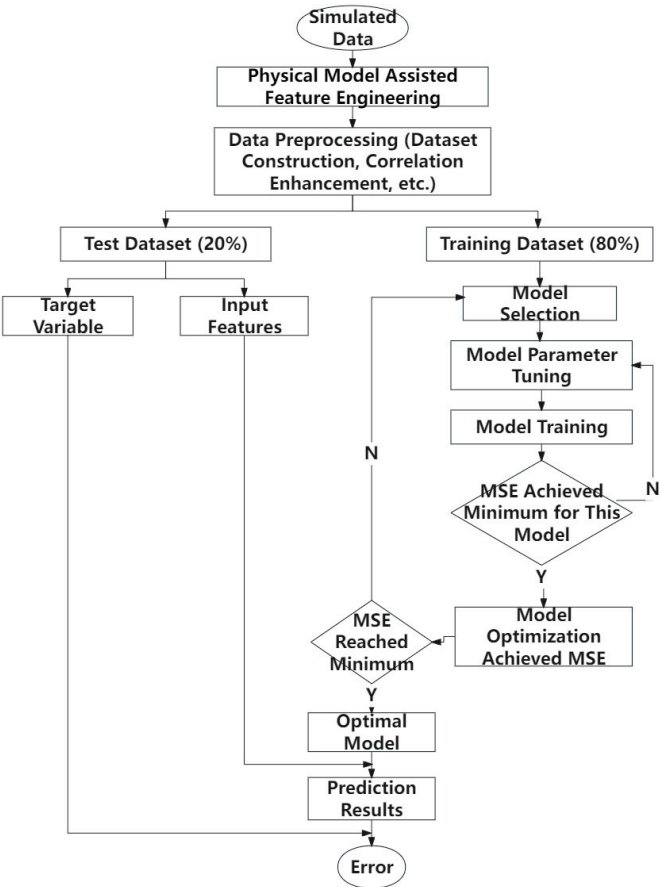 Simulated
Data
Physical Model Assisted
Feature Engineering
Data Preprocessing (Dataset
Construction, Correlation
Enhancement, etc.)
Test Dataset (20%)
Training Dataset (80%)
Target
Variable
Input
Features
Model
Selection
Model Parameter
Tuning
Model Training
N
N
MSE Achieved
Minimum for This
Model
Y
Model
Optimization
Achieved MSE
MSE
Reached
Minimum
Y
Optimal
Model
Prediction
Results
Error